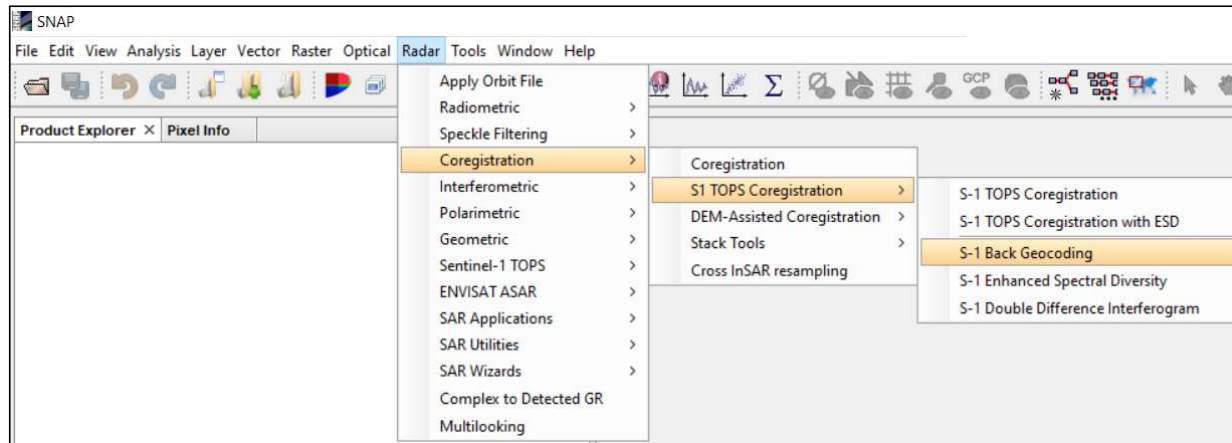 SNAP
File Edit View Analysis Layer Vector Raster Optical Radar Tools Window Help
GCP
Product Explorer × Pixel Info
Apply Orbit File
Radiometric >
Speckle Filtering >
Coregistration >
Interferometric >
Polarimetric >
Geometric >
Sentinel-1 TOPS >
ENVISAT ASAR >
SAR Applications >
SAR Utilities >
SAR Wizards >
Complex to Detected GR
Multilooking
Coregistration
S1 TOPS Coregistration >
DEM-Assisted Coregistration >
Stack Tools >
Cross InSAR resampling
S-1 TOPS Coregistration
S-1 TOPS Coregistration with ESD
S-1 Back Geocoding
S-1 Enhanced Spectral Diversity
S-1 Double Difference Interferogram